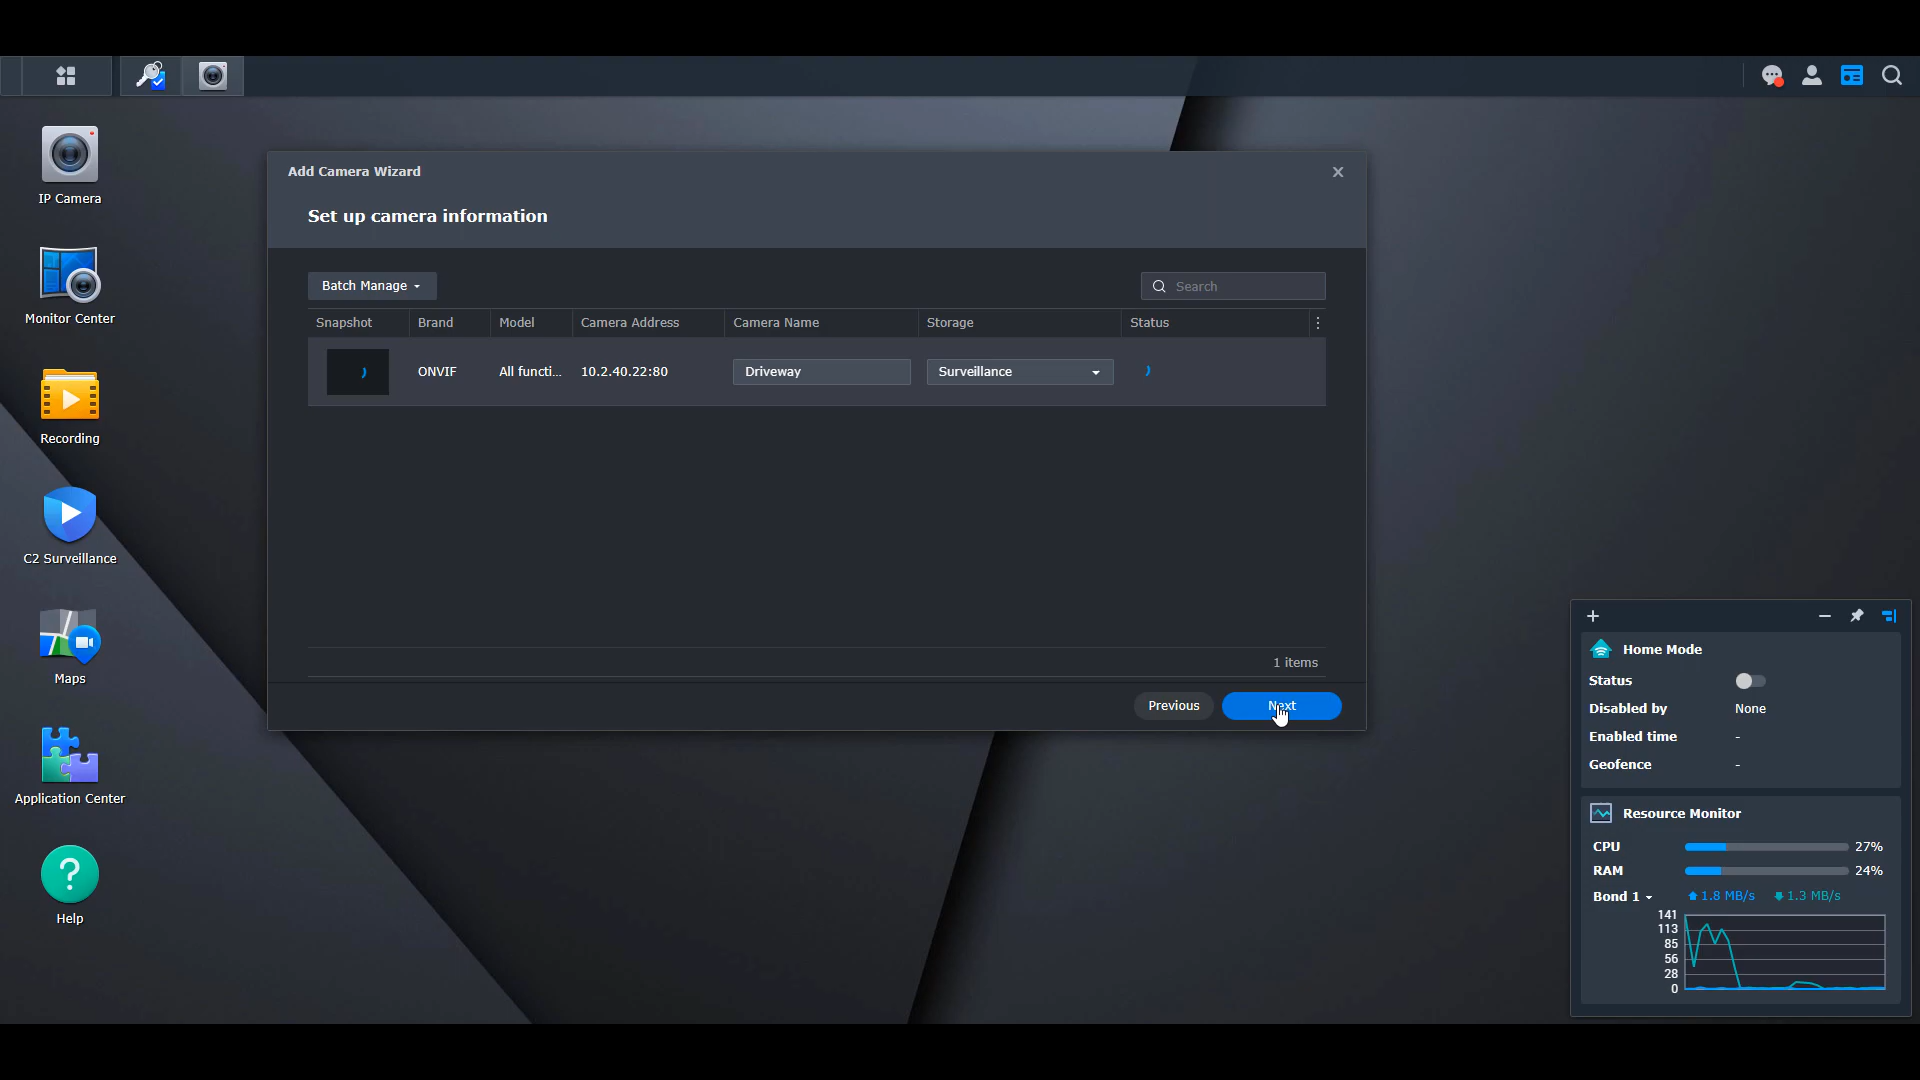 IP Camera
Monitor Center
Recording
C2 Surveillance
Maps
Application Center
?
Help
Add Camera Wizard
Set up camera information
Batch Manage
Search
Snapshot Brand Model Camera Address Camera Name Storage Status
ONVIF All functi... 10.2.40.22:80 Driveway Surveillance
1 items
Previous Next
Home Mode
Status
Disabled by None
Enabled time -
Geofence -
Resource Monitor
CPU 27%
RAM 24%
Bond 1 1.8 MB/s 1.3 MB/s
141
113
85
56
28
0